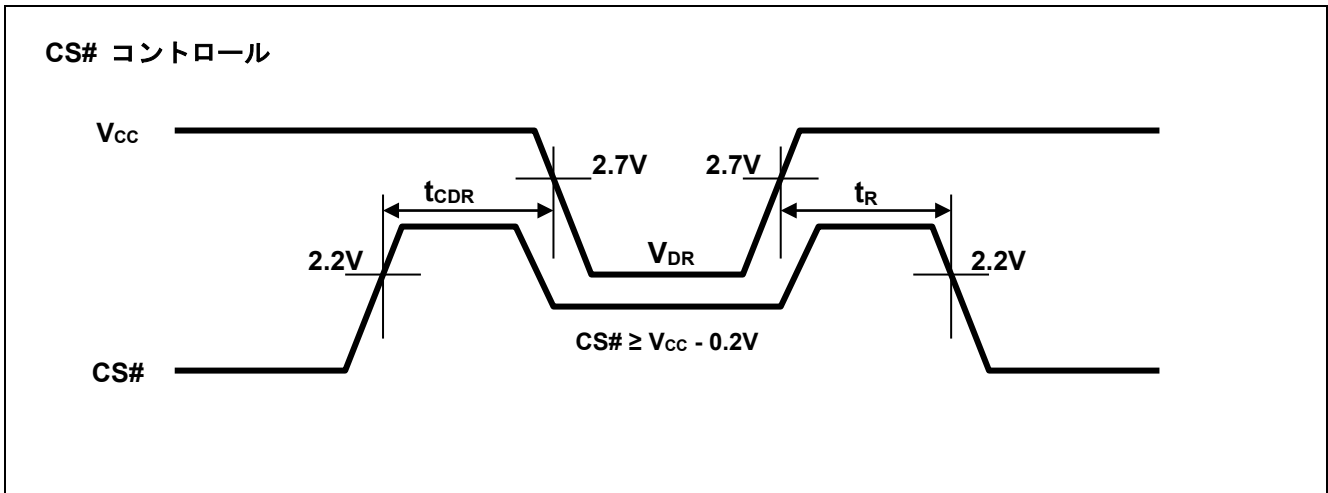 CS# コントロール
VCC
2.7V 2.7V
tCDR tR
2.2V VDR 2.2V
CS# ≥ VCC - 0.2V
CS#